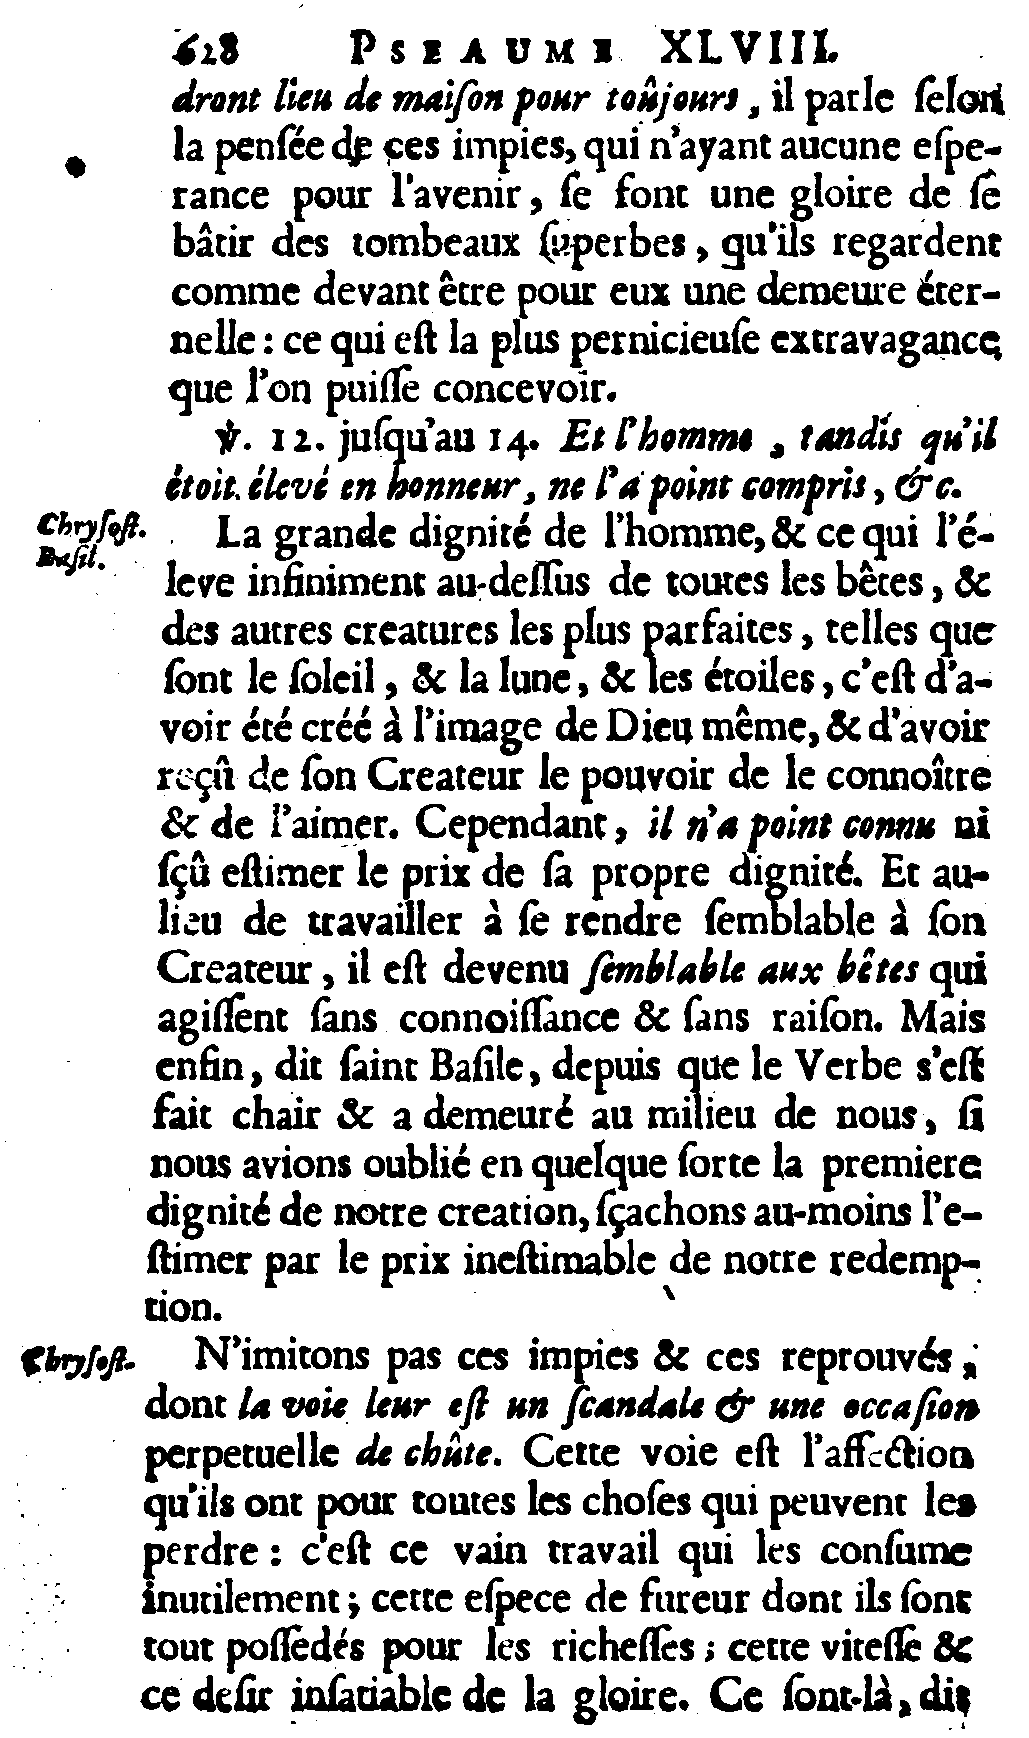 628 PSEAUME XLVIII.
dront lieu de maiſon pour toûjours, il parle ſelon
la penſée de ces impies, qui n'ayant aucune eſpe-
rance pour l'avenir, ſe font une gloire de ſe
bâtir des tombeaux ſuperbes, qu'ils regardent
comme devant être pour eux une demeure éter-
nelle : ce qui eſt la plus pernicieuſe extravagance
que l'on puiſſe concevoir.
℣. 12. juſqu'au 14. Et l'homme, tandis qu'il
étoit élevé en honneur, ne l'a point compris, &c.
Chryſoſt.
Baſil.
La grande dignité de l'homme, & ce qui l'é-
leve infiniment au-deſſus de toutes les bêtes, &
des autres creatures les plus parfaites, telles que
ſont le ſoleil, & la lune, & les étoiles, c'eſt d'a-
voir été créé à l'image de Dieu même, & d'avoir
reçû de ſon Createur le pouvoir de le connoître
& de l'aimer. Cependant, il n'a point connu ni
ſçû eſtimer le prix de ſa propre dignité. Et au-
lieu de travailler à ſe rendre ſemblable à ſon
Createur, il eſt devenu ſemblable aux bêtes qui
agiſſent ſans connoiſſance & ſans raiſon. Mais
enfin, dit ſaint Baſile, depuis que le Verbe s'eſt
fait chair & a demeuré au milieu de nous, ſi
nous avions oublié en quelque ſorte la premiere
dignité de notre creation, ſçachons au-moins l'e-
ſtimer par le prix ineſtimable de notre redemp-
tion.
Chryſoſt.
N'imitons pas ces impies & ces reprouvés,
dont la voie leur eſt un ſcandale & une occaſion
perpetuelle de chûte. Cette voie eſt l'affection
qu'ils ont pour toutes les choſes qui peuvent les
perdre : c'eſt ce vain travail qui les conſume
inutilement ; cette eſpece de fureur dont ils ſont
tout poſſedés pour les richeſſes ; cette viteſſe &
ce deſir inſatiable de la gloire. Ce ſont-là, dit